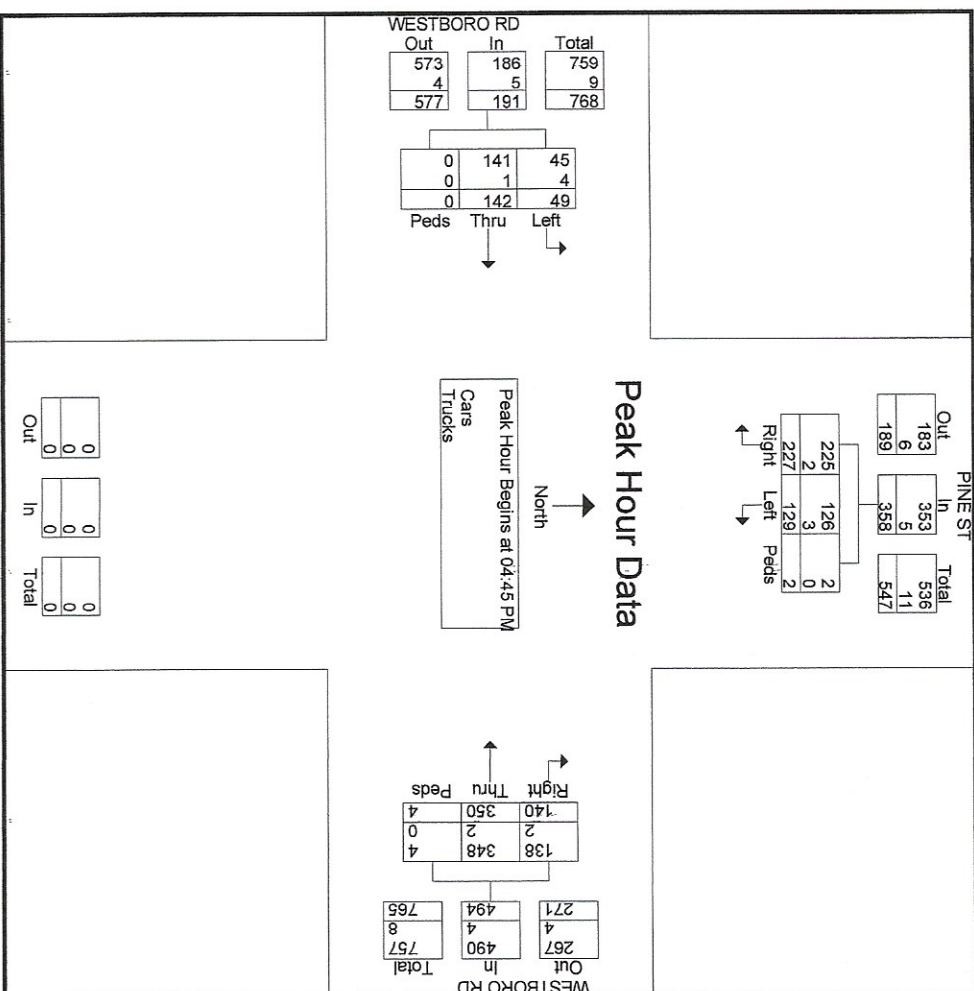 WESTBORO RD
Out In Total
573 186 759
4 5 9
577 191 768
0 141 45
0 1 4
0 142 49
Peds Thru Left
PINE ST
Out In Total
183 353 536
6 5 11
189 358 547
225 126 2
2 3 0
227 129 2
Right Left Peds
Peak Hour Data
North
Peak Hour Begins at 04:45 PM
Cars
Trucks
Out In Total
0 0 0
0 0 0
0 0 0
WESTBORO RD
Out In Total
267 490 757
4 4 8
271 494 765
138 348 4
2 2 0
140 350 4
Right Thru Peds